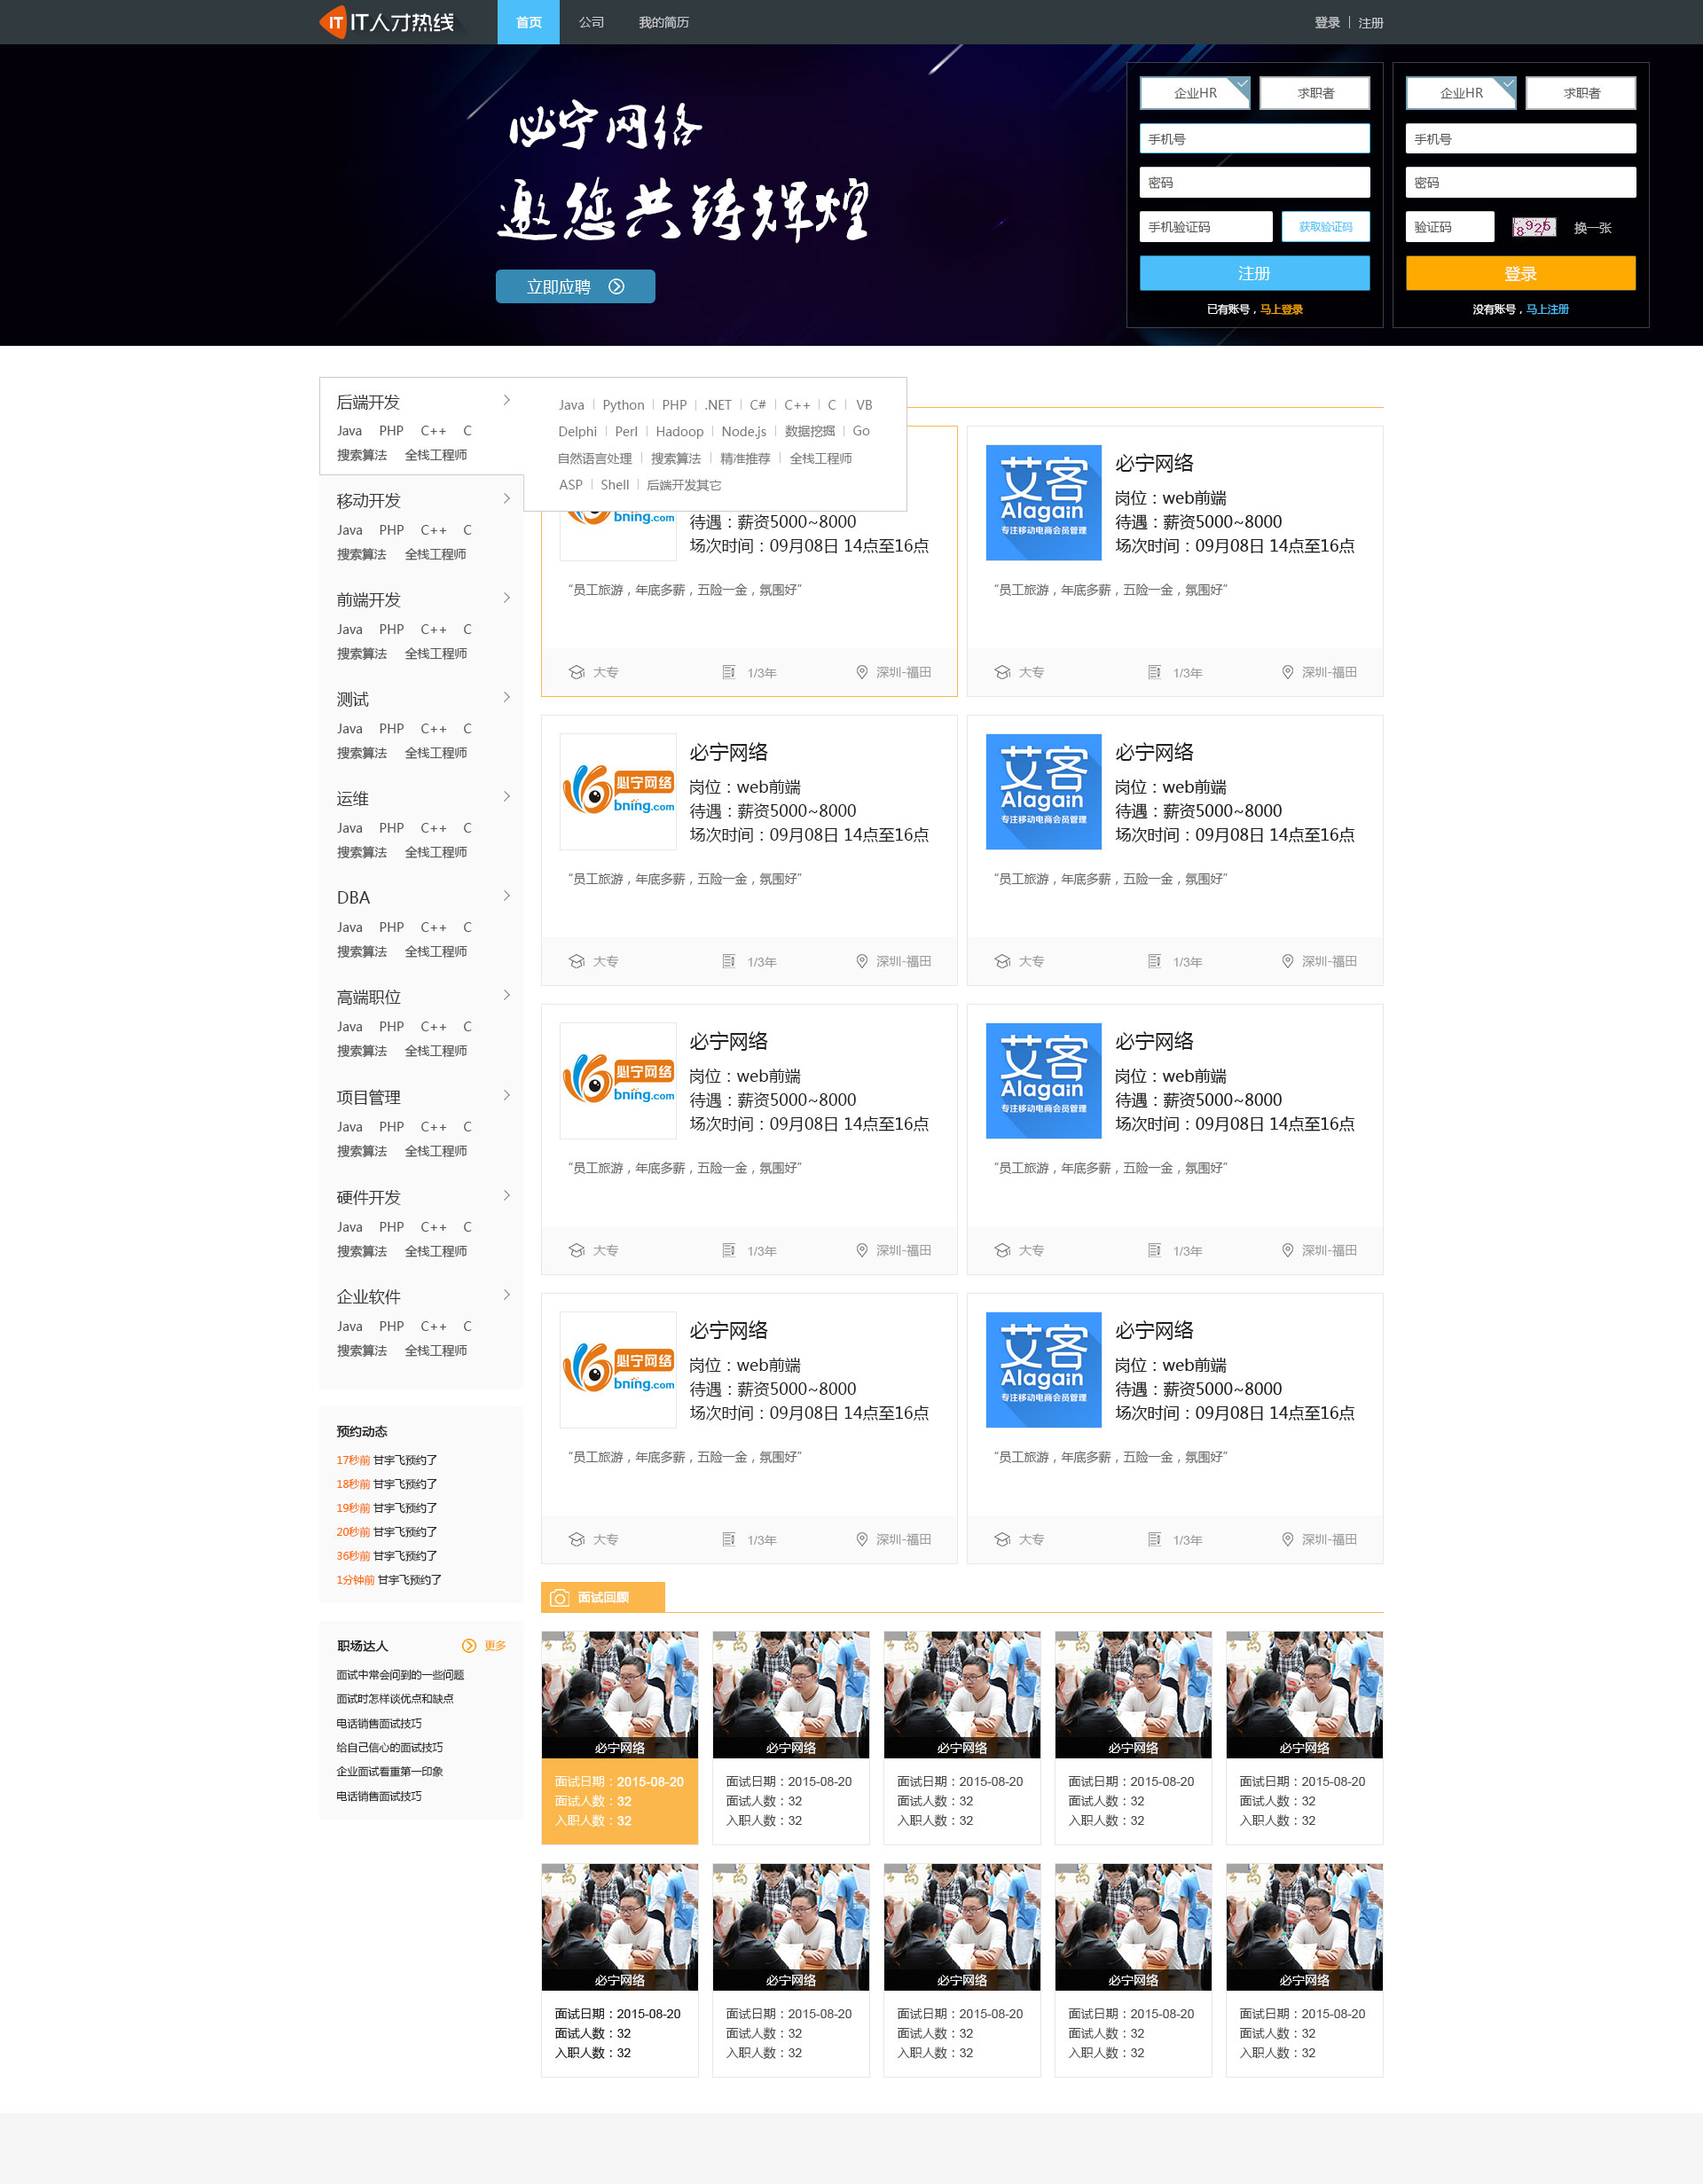 IT IT人才热线 首页 公司 我的简历 登录 | 注册
必宁网络
邀您共铸辉煌
立即应聘
企业HR 求职者
手机号
密码
手机验证码 获取验证码
注册
已有账号，马上登录
企业HR 求职者
手机号
密码
验证码 8925 换一张
登录
没有账号，马上注册
后端开发
Java PHP C++ C
搜索算法 全栈工程师
Java | Python | PHP | .NET | C# | C++ | C | VB
Delphi | Perl | Hadoop | Node.js | 数据挖掘 | Go
自然语言处理 | 搜索算法 | 精准推荐 | 全栈工程师
ASP | Shell | 后端开发其它
移动开发
Java PHP C++ C
搜索算法 全栈工程师
前端开发
Java PHP C++ C
搜索算法 全栈工程师
测试
Java PHP C++ C
搜索算法 全栈工程师
运维
Java PHP C++ C
搜索算法 全栈工程师
DBA
Java PHP C++ C
搜索算法 全栈工程师
高端职位
Java PHP C++ C
搜索算法 全栈工程师
项目管理
Java PHP C++ C
搜索算法 全栈工程师
硬件开发
Java PHP C++ C
搜索算法 全栈工程师
企业软件
Java PHP C++ C
搜索算法 全栈工程师
预约动态
17秒前 甘宇飞预约了
18秒前 甘宇飞预约了
19秒前 甘宇飞预约了
20秒前 甘宇飞预约了
36秒前 甘宇飞预约了
1分钟前 甘宇飞预约了
职场达人 更多
面试中常会问到的一些问题
面试时怎样谈优点和缺点
电话销售面试技巧
给自己信心的面试技巧
企业面试看重第一印象
电话销售面试技巧
bning.com
待遇：薪资5000~8000
场次时间：09月08日 14点至16点
“员工旅游，年底多薪，五险一金，氛围好”
大专 1/3年 深圳-福田
艾客
Alagain
专注移动电商会员管理
必宁网络
岗位：web前端
待遇：薪资5000~8000
场次时间：09月08日 14点至16点
“员工旅游，年底多薪，五险一金，氛围好”
大专 1/3年 深圳-福田
必宁网络
bning.com
必宁网络
岗位：web前端
待遇：薪资5000~8000
场次时间：09月08日 14点至16点
“员工旅游，年底多薪，五险一金，氛围好”
大专 1/3年 深圳-福田
艾客
Alagain
专注移动电商会员管理
必宁网络
岗位：web前端
待遇：薪资5000~8000
场次时间：09月08日 14点至16点
“员工旅游，年底多薪，五险一金，氛围好”
大专 1/3年 深圳-福田
必宁网络
bning.com
必宁网络
岗位：web前端
待遇：薪资5000~8000
场次时间：09月08日 14点至16点
“员工旅游，年底多薪，五险一金，氛围好”
大专 1/3年 深圳-福田
艾客
Alagain
专注移动电商会员管理
必宁网络
岗位：web前端
待遇：薪资5000~8000
场次时间：09月08日 14点至16点
“员工旅游，年底多薪，五险一金，氛围好”
大专 1/3年 深圳-福田
必宁网络
bning.com
必宁网络
岗位：web前端
待遇：薪资5000~8000
场次时间：09月08日 14点至16点
“员工旅游，年底多薪，五险一金，氛围好”
大专 1/3年 深圳-福田
艾客
Alagain
专注移动电商会员管理
必宁网络
岗位：web前端
待遇：薪资5000~8000
场次时间：09月08日 14点至16点
“员工旅游，年底多薪，五险一金，氛围好”
大专 1/3年 深圳-福田
面试回顾
必宁网络 必宁网络 必宁网络 必宁网络 必宁网络
面试日期：2015-08-20 面试日期：2015-08-20 面试日期：2015-08-20 面试日期：2015-08-20 面试日期：2015-08-20
面试人数：32 面试人数：32 面试人数：32 面试人数：32 面试人数：32
入职人数：32 入职人数：32 入职人数：32 入职人数：32 入职人数：32
必宁网络 必宁网络 必宁网络 必宁网络 必宁网络
面试日期：2015-08-20 面试日期：2015-08-20 面试日期：2015-08-20 面试日期：2015-08-20 面试日期：2015-08-20
面试人数：32 面试人数：32 面试人数：32 面试人数：32 面试人数：32
入职人数：32 入职人数：32 入职人数：32 入职人数：32 入职人数：32